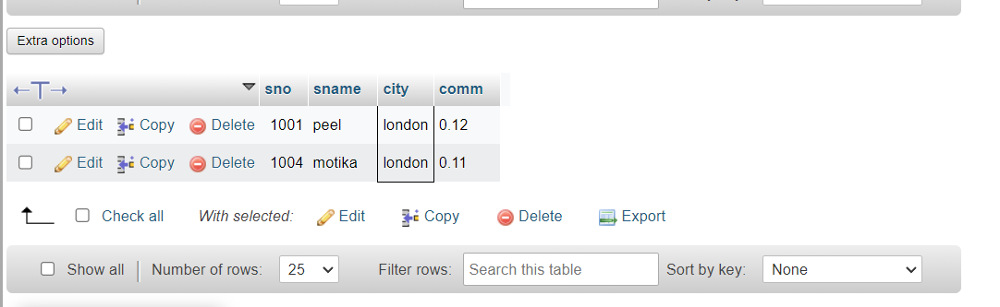 Extra options
sno sname city comm
Edit Copy Delete 1001 peel london 0.12
Edit Copy Delete 1004 motika london 0.11
Check all With selected: Edit Copy Delete Export
Show all Number of rows: 25 Filter rows: Search this table Sort by key: None